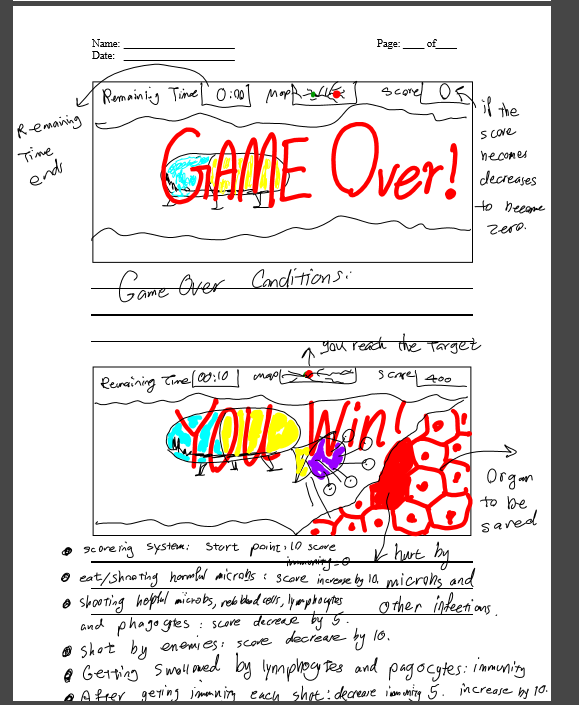 Name:
Page: of
Date:
Remaining Time 0:00 Map Score 0
Remaining Time end
if the score becomes decreases to become zero.
GAME Over!
Game Over Conditions:
you reach the Target
Remaining Time 00:10 map score 400
YOU Win!
Organ to be saved
scorering system: start point: 10 score
immunity=0
hurt by microbs and other infections.
eat/shooting harmful microbs: score increase by 10.
shooting helpful microbs, red blood cells, lymphocytes
and phagocytes: score decrease by 5.
shot by enemies: score decrease by 10.
Getting swallowed by lymphocytes and pagocytes: immunity
increase by 10.
After geting immunity each shot: decrease immunity 5.